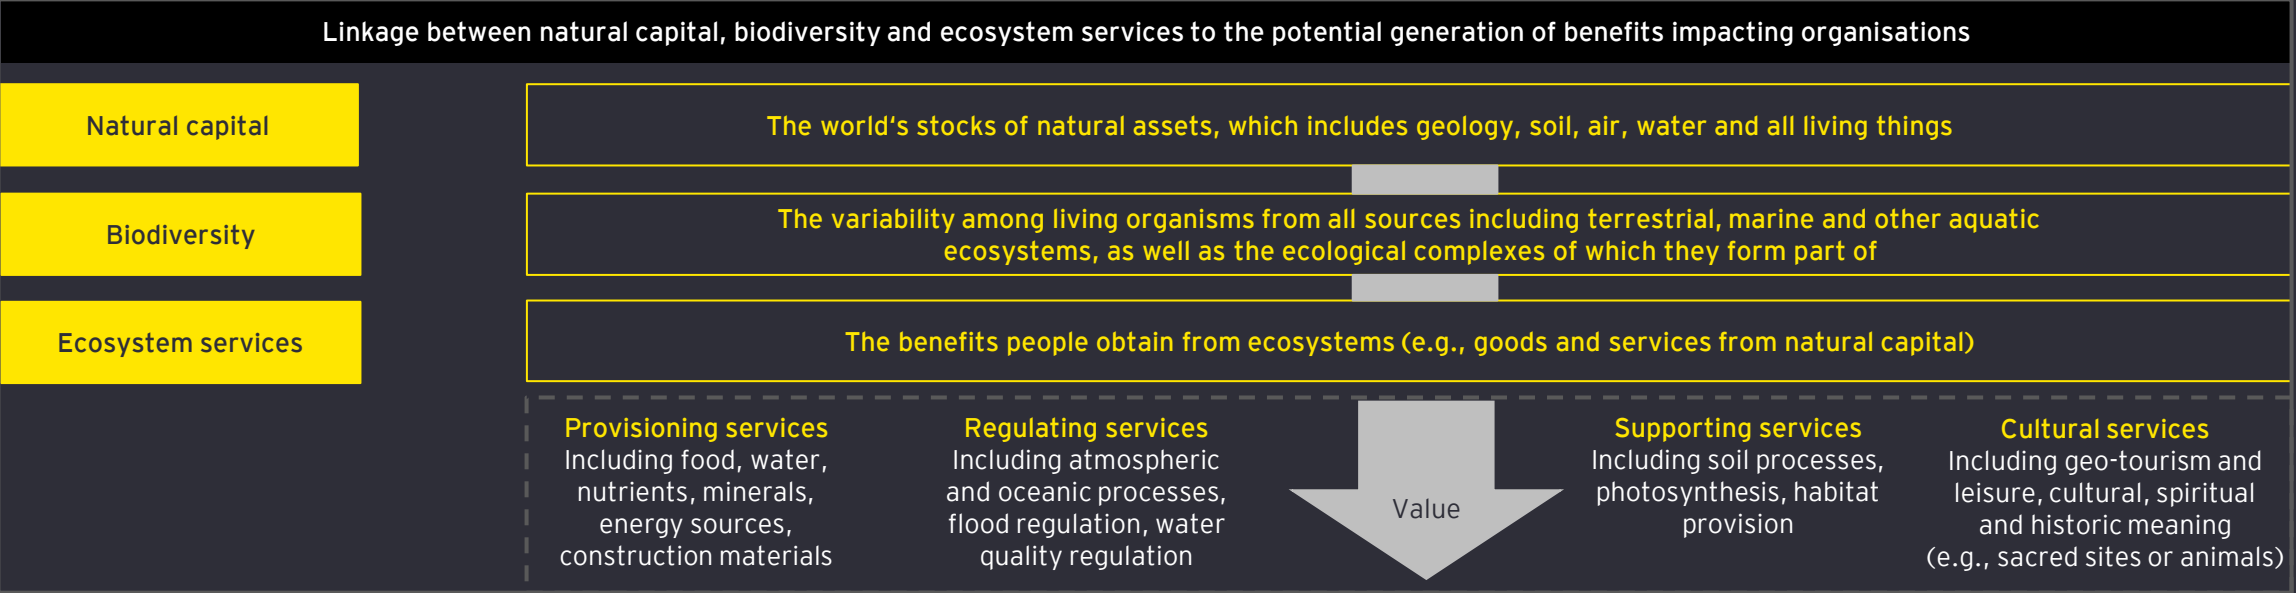 Linkage between natural capital, biodiversity and ecosystem services to the potential generation of benefits impacting organisations
Natural capital
The world's stocks of natural assets, which includes geology, soil, air, water and all living things
Biodiversity
The variability among living organisms from all sources including terrestrial, marine and other aquatic
ecosystems, as well as the ecological complexes of which they form part of
Ecosystem services
The benefits people obtain from ecosystems (e.g., goods and services from natural capital)
Provisioning services
Including food, water,
nutrients, minerals,
energy sources,
construction materials
Regulating services
Including atmospheric
and oceanic processes,
flood regulation, water
quality regulation
Value
Supporting services
Including soil processes,
photosynthesis, habitat
provision
Cultural services
Including geo-tourism and
leisure, cultural, spiritual
and historic meaning
(e.g., sacred sites or animals)